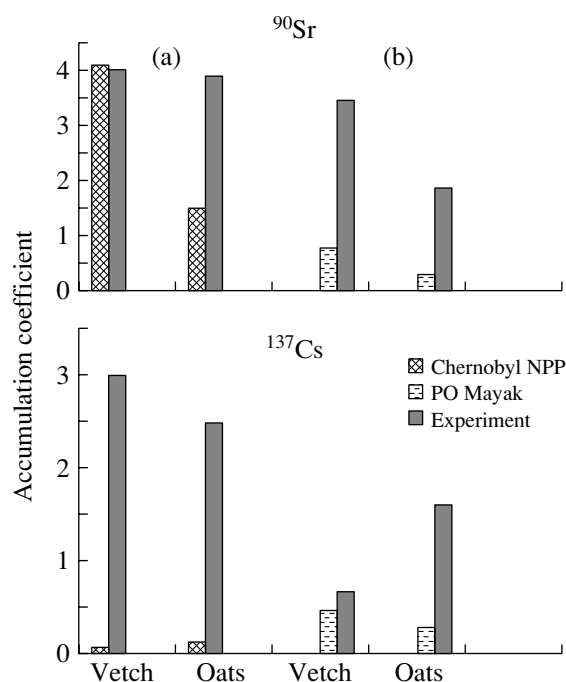 ⁹⁰Sr
(a) (b)
4
3
2
1
0
Accumulation coefficient
¹³⁷Cs
Chernobyl NPP
PO Mayak
Experiment
3
2
1
0
Vetch Oats Vetch Oats